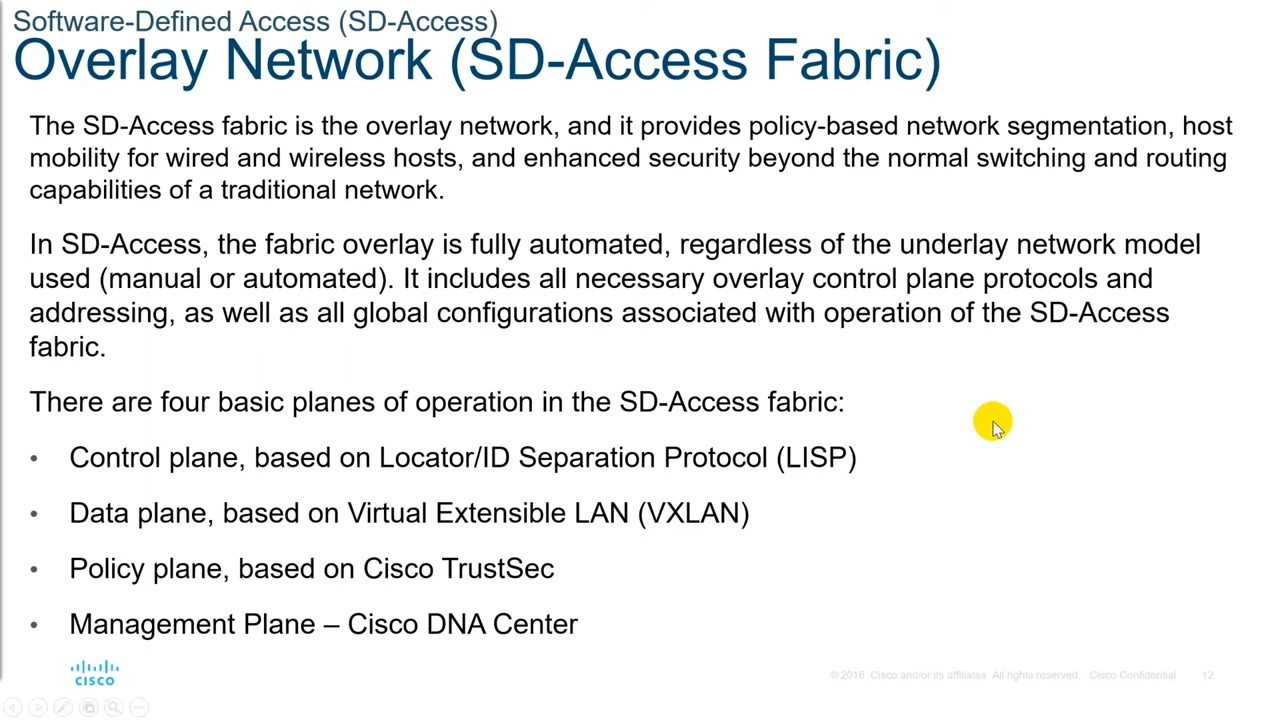 Software-Defined Access (SD-Access)
Overlay Network (SD-Access Fabric)
The SD-Access fabric is the overlay network, and it provides policy-based network segmentation, host
mobility for wired and wireless hosts, and enhanced security beyond the normal switching and routing
capabilities of a traditional network.
In SD-Access, the fabric overlay is fully automated, regardless of the underlay network model
used (manual or automated). It includes all necessary overlay control plane protocols and
addressing, as well as all global configurations associated with operation of the SD-Access
fabric.
There are four basic planes of operation in the SD-Access fabric:
• Control plane, based on Locator/ID Separation Protocol (LISP)
• Data plane, based on Virtual Extensible LAN (VXLAN)
• Policy plane, based on Cisco TrustSec
• Management Plane – Cisco DNA Center
CISCO
© 2016 Cisco and/or its affiliates. All rights reserved. Cisco Confidential 12